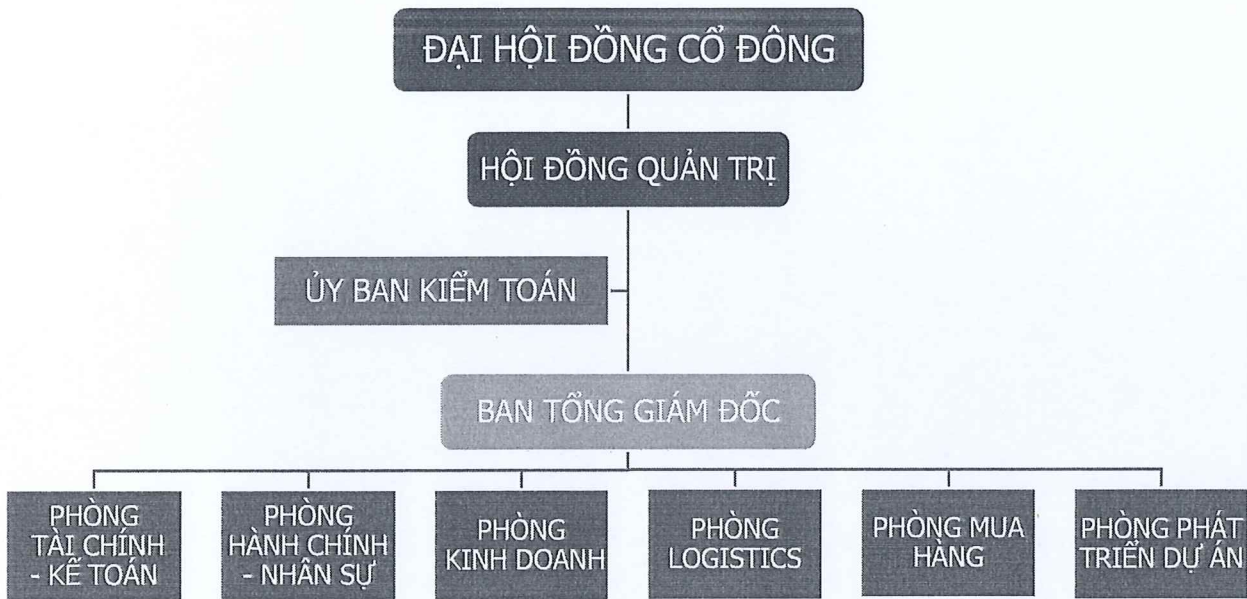 ĐẠI HỘI ĐỒNG CỔ ĐÔNG
HỘI ĐỒNG QUẢN TRỊ
ỦY BAN KIỂM TOÁN
BAN TỔNG GIÁM ĐỐC
PHÒNG
TÀI CHÍNH
- KẾ TOÁN
PHÒNG
HÀNH CHÍNH
- NHÂN SỰ
PHÒNG
KINH DOANH
PHÒNG
LOGISTICS
PHÒNG MUA
HÀNG
PHÒNG PHÁT
TRIỂN DỰ ÁN